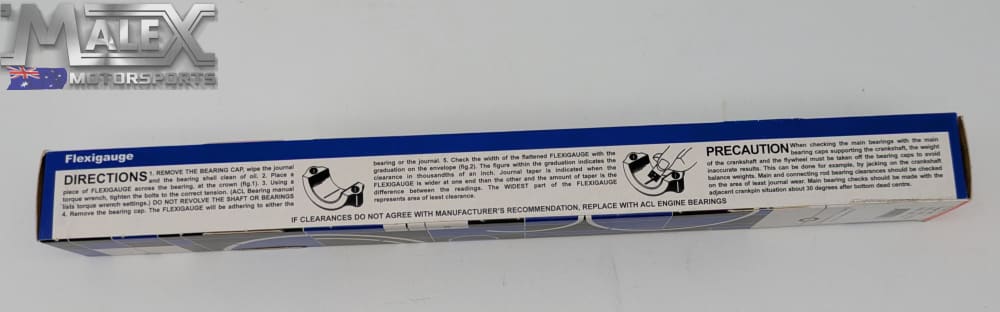 MALEX
MOTORSPORTS
Flexigauge
DIRECTIONS 1. REMOVE THE BEARING CAP, wipe the journal
and the bearing shell clean of oil. 2. Place a
piece of FLEXIGAUGE across the bearing, at the crown (fig.1). 3. Using a
torque wrench, tighten the bolts to the correct tension. (ACL Bearing manual
lists torque wrench settings.) DO NOT REVOLVE THE SHAFT OR BEARINGS
4. Remove the bearing cap. The FLEXIGAUGE will be adhering to either the
bearing or the journal. 5. Check the width of the flattened FLEXIGAUGE with the
graduation on the envelope (fig.2). The figure within the graduation indicates the
clearance in thousandths of an inch. Journal taper is indicated when the
FLEXIGAUGE is wider at one end than the other and the amount of taper is the
difference between the readings. The WIDEST part of the FLEXIGAUGE
represents area of least clearance.
PRECAUTION When checking the main bearings with the main
bearing caps supporting the crankshaft, the weight
of the crankshaft and the flywheel must be taken off the bearing caps to avoid
inaccurate results. This can be done for example, by jacking on the crankshaft
balance weights. Main and connecting rod bearing clearances should be checked
on the area of least journal wear. Main bearing checks should be made with the
adjacent crankpin situation about 30 degrees after bottom dead centre.
IF CLEARANCES DO NOT AGREE WITH MANUFACTURER'S RECOMMENDATION, REPLACE WITH ACL ENGINE BEARINGS